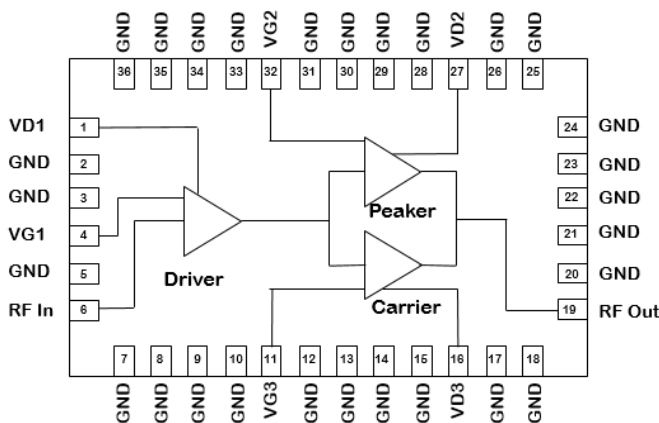 GND GND GND GND VG2 GND GND GND GND VD2 GND GND
36 35 34 33 32 31 30 29 28 27 26 25
VD1 1
24 GND
GND 2
23 GND
GND 3
22 GND
VG1 4
21 GND
GND 5
20 GND
RF In 6
19 RF Out
Peaker
Driver
Carrier
7 8 9 10 11 12 13 14 15 16 17 18
GND GND GND GND VG3 GND GND GND GND VD3 GND GND